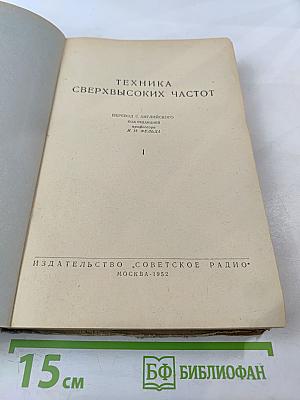 ТЕХНИКА
СВЕРХВЫСОКИХ ЧАСТОТ
ПЕРЕВОД С АНГЛИЙСКОГО
под редакцией
профессора
Я. Н. ФЕЛЬДА
I
ИЗДАТЕЛЬСТВО „СОВЕТСКОЕ РАДИО"
МОСКВА-1952
15 см
БФ БИБЛИОФАН